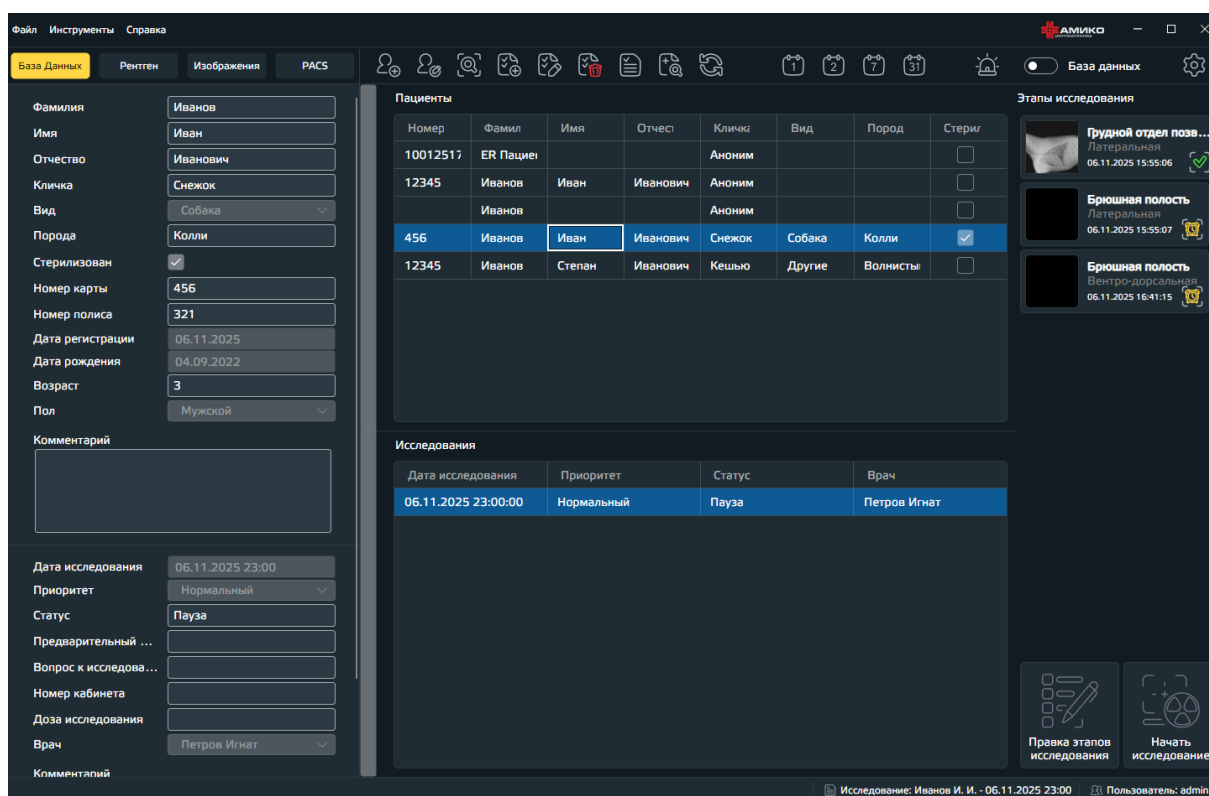 Файл Инструменты Справка
АМИКО
База Данных Рентген Изображения PACS
1 2 7 31
База данных
Фамилия Иванов
Имя Иван
Отчество Иванович
Кличка Снежок
Вид Собака
Порода Колли
Стерилизован
Номер карты 456
Номер полиса 321
Дата регистрации 06.11.2025
Дата рождения 04.09.2022
Возраст 3
Пол Мужской
Комментарий
Дата исследования 06.11.2025 23:00
Приоритет Нормальный
Статус Пауза
Предварительный ...
Вопрос к исследова...
Номер кабинета
Доза исследования
Врач Петров Игнат
Комментарий
Пациенты
Номер Фамил Имя Отчест Кличка Вид Пород Стерил
10012517 ER Пациен Аноним
12345 Иванов Иван Иванович Аноним
Иванов Аноним
456 Иванов Иван Иванович Снежок Собака Колли
12345 Иванов Степан Иванович Кешью Другие Волнисты
Исследования
Дата исследования Приоритет Статус Врач
06.11.2025 23:00:00 Нормальный Пауза Петров Игнат
Этапы исследования
Грудной отдел позв...
Латеральная
06.11.2025 15:55:06
Брюшная полость
Латеральная
06.11.2025 15:55:07
Брюшная полость
Вентро-дорсальная
06.11.2025 16:41:15
Правка этапов
исследования
Начать
исследование
Исследование: Иванов И. И. - 06.11.2025 23:00 Пользователь: admin